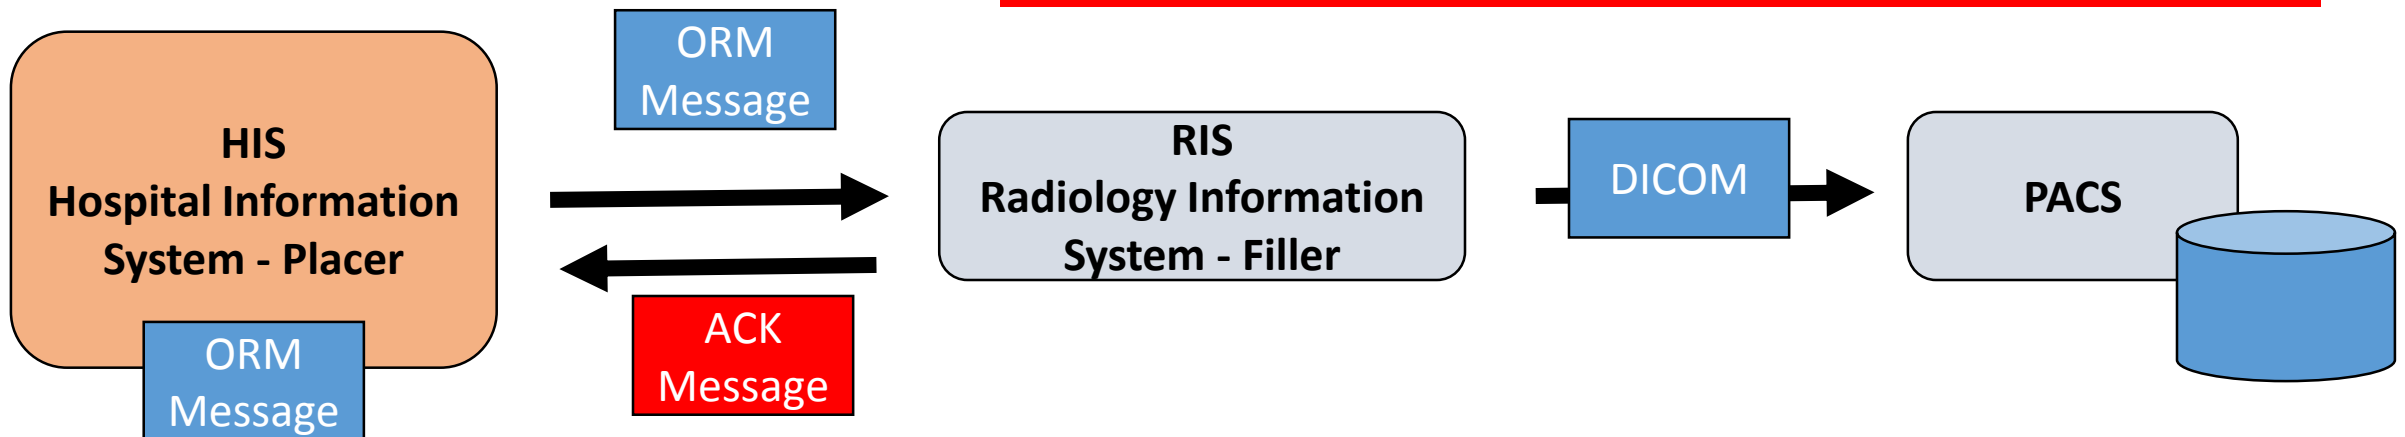 HIS
Hospital Information
System - Placer
ORM
Message
ORM
Message
ACK
Message
RIS
Radiology Information
System - Filler
DICOM
PACS